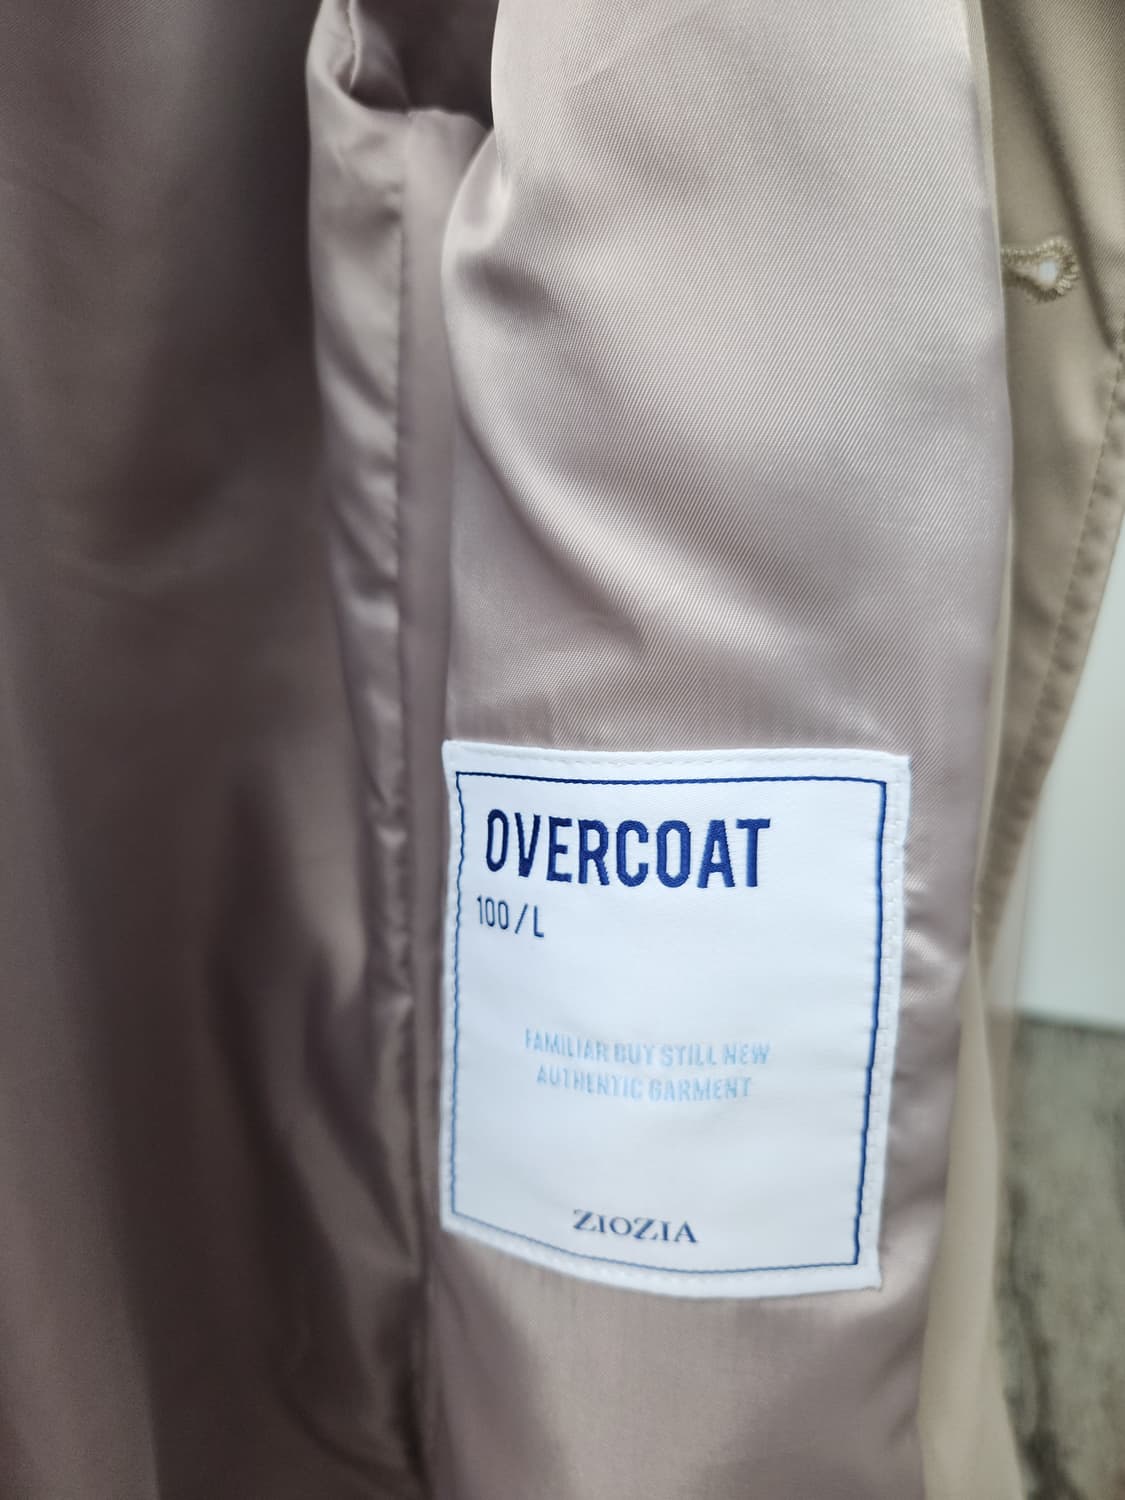 OVERCOAT
100/L
FAMILIAR BUY STILL NEW
AUTHENTIC GARMENT
ZIOZIA